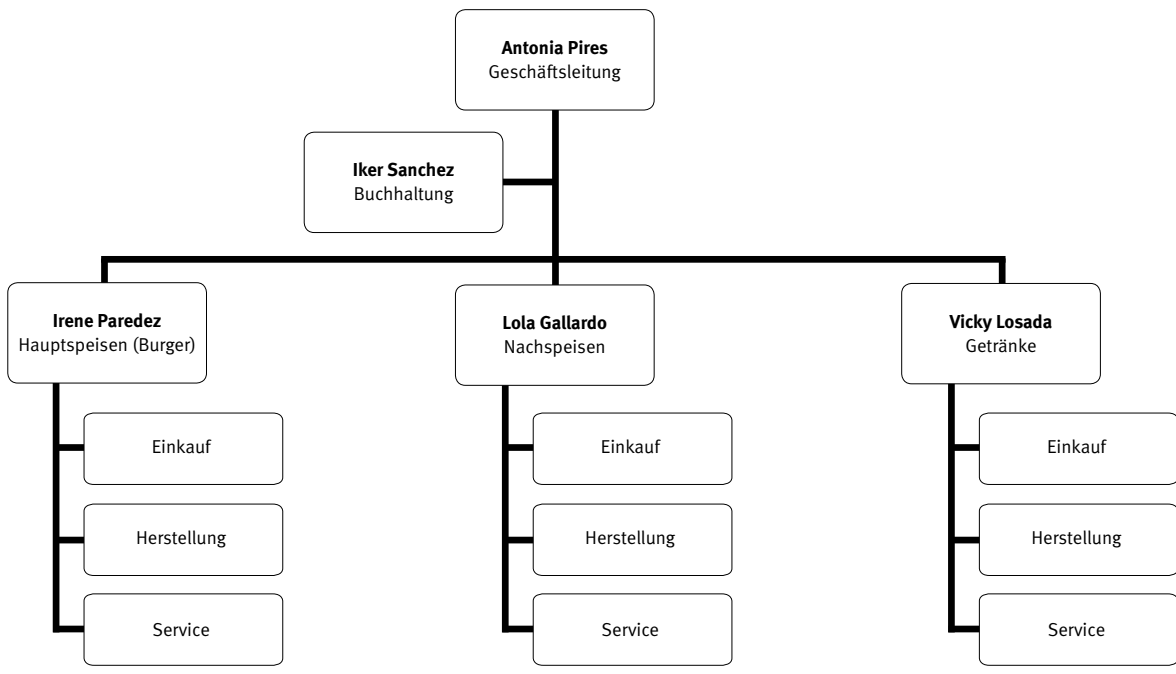 Antonia Pires
Geschäftsleitung
Iker Sanchez
Buchhaltung
Irene Paredez
Hauptspeisen (Burger)
Einkauf
Herstellung
Service
Lola Gallardo
Nachspeisen
Einkauf
Herstellung
Service
Vicky Losada
Getränke
Einkauf
Herstellung
Service